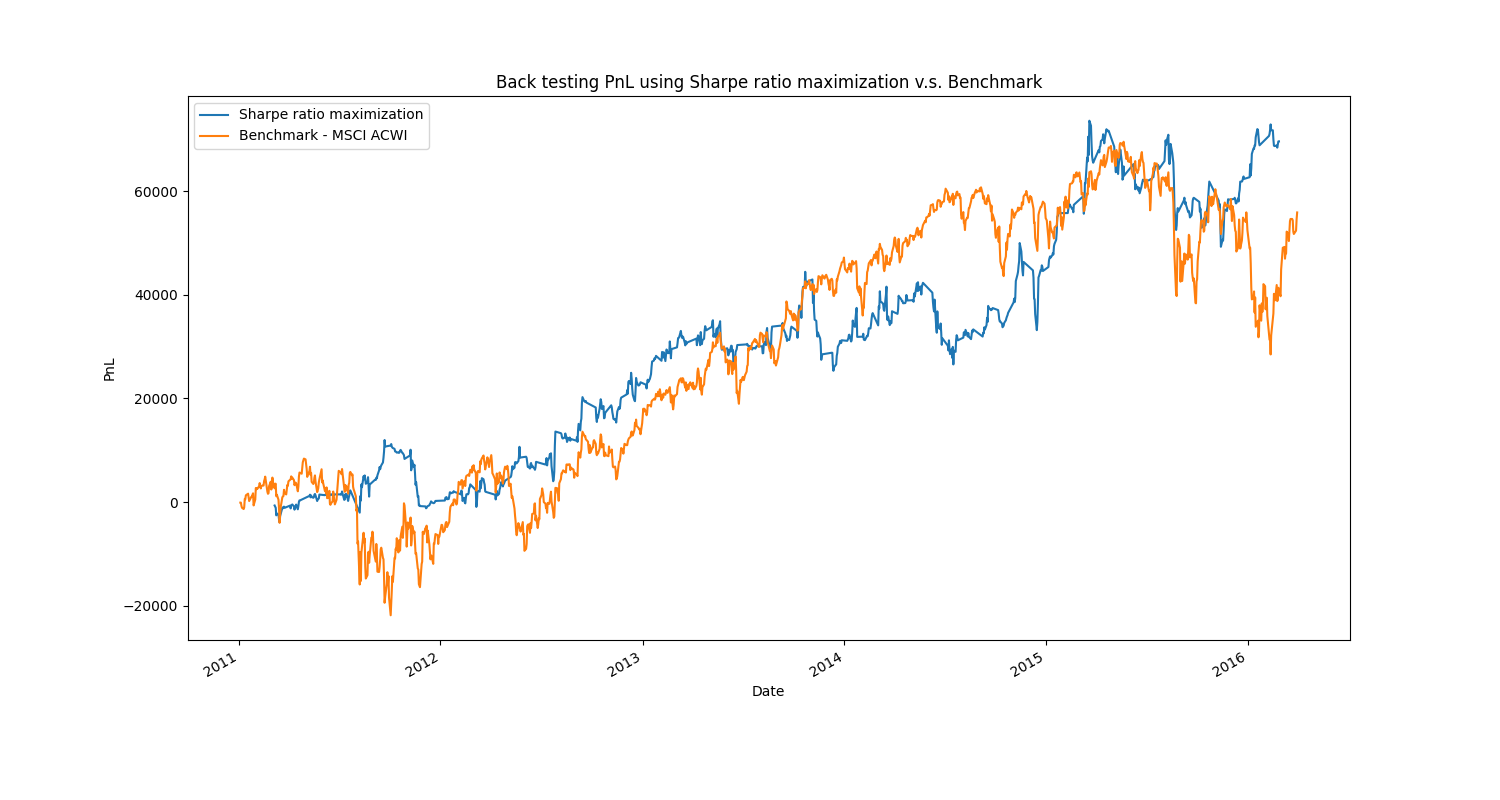 Back testing PnL using Sharpe ratio maximization v.s. Benchmark
Sharpe ratio maximization
Benchmark - MSCI ACWI
PnL
60000
40000
20000
0
−20000
2011
2012
2013
2014
2015
2016
Date